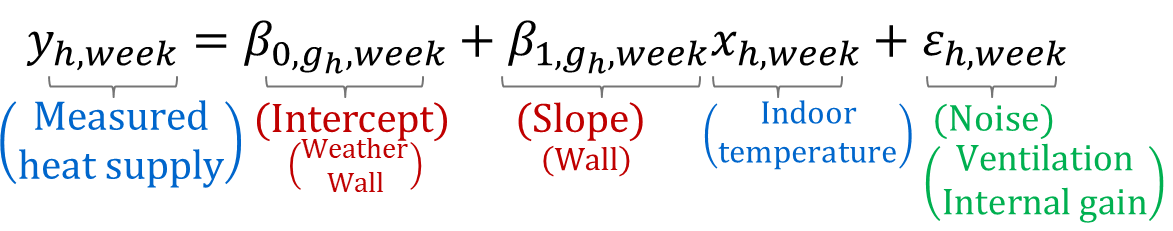 y_{h,week} = β_{0,g_h,week} + β_{1,g_h,week} x_{h,week} + ε_{h,week}
(Measured heat supply)
(Intercept)
(Weather Wall)
(Slope)
(Wall)
(Indoor temperature)
(Noise)
(Ventilation Internal gain)